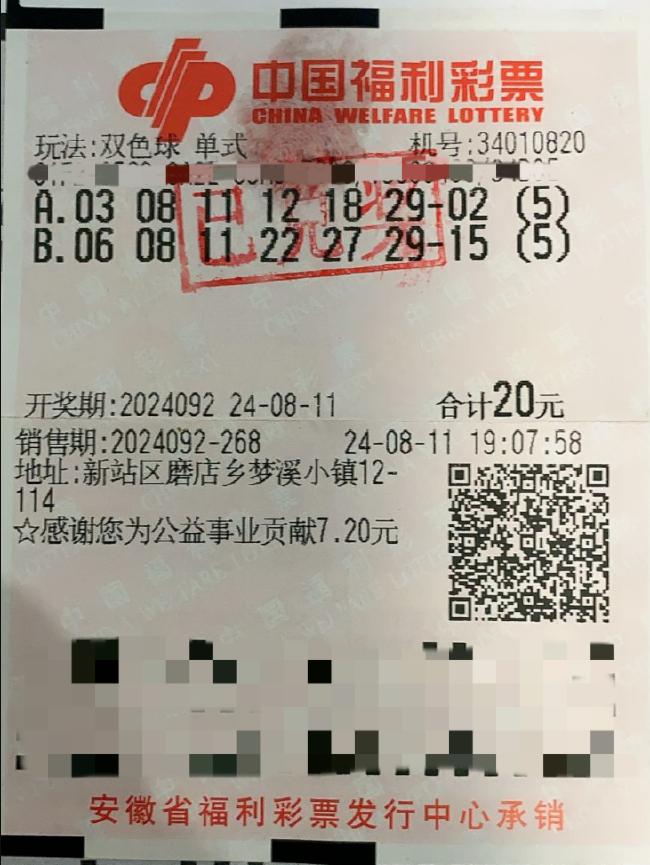 中国福利彩票
CHINA WELFARE LOTTERY
玩法:双色球 单式 机号:34010820
A.03 08 11 12 18 29-02 (5)
B.06 08 11 22 27 29-15 (5)
已兑奖
开奖期:2024092 24-08-11 合计20元
销售期:2024092-268 24-08-11 19:07:58
地址:新站区磨店乡梦溪小镇12-
114
☆感谢您为公益事业贡献7.20元
安徽省福利彩票发行中心承销